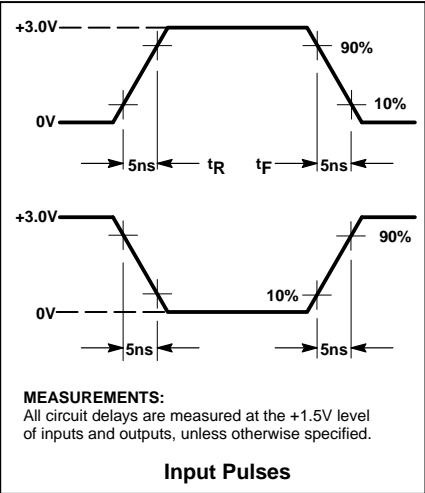 +3.0V
90%
10%
0V
5ns tR tF 5ns
+3.0V
90%
10%
0V
5ns 5ns
MEASUREMENTS:
All circuit delays are measured at the +1.5V level
of inputs and outputs, unless otherwise specified.
Input Pulses